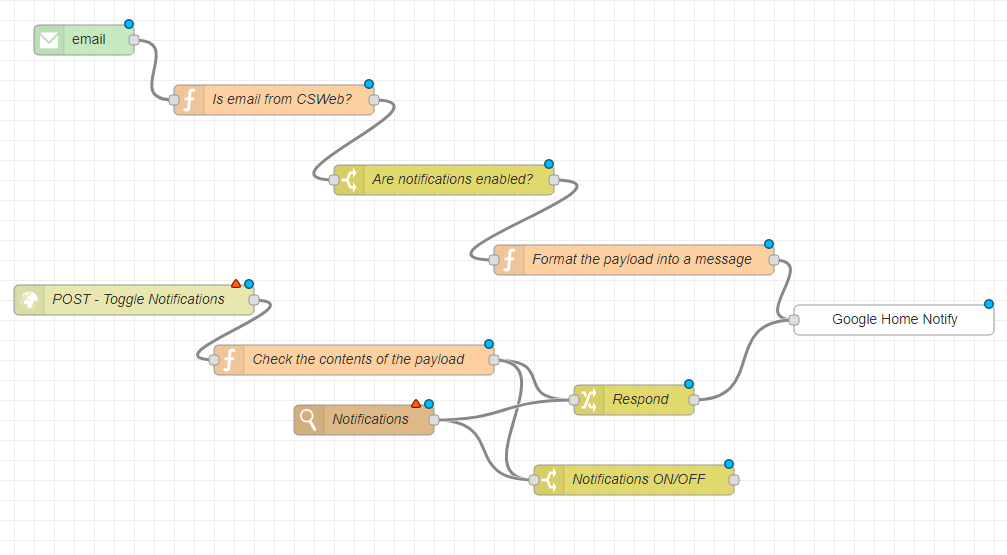 email
Is email from CSWeb?
Are notifications enabled?
Format the payload into a message
POST - Toggle Notifications
Google Home Notify
Check the contents of the payload
Respond
Notifications
Notifications ON/OFF